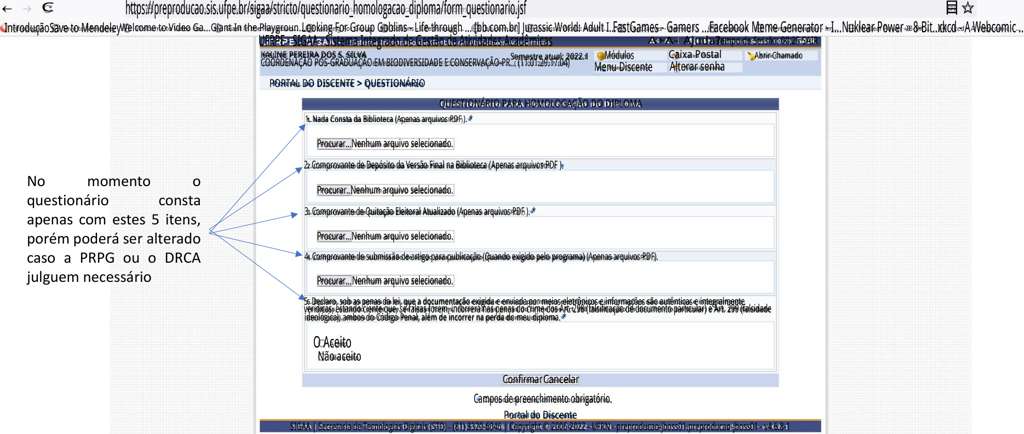 https://preproducao.sis.ufpe.br/sigaa/stricto/questionario_homologacao_diploma/form_questionario.jsf
Introdução Save to Mendeley Welcome to Video Ga... Giant In the Playgroun... Looking For Group Goblins – Life through ... [bb.com.br] Jurassic World: Adult I... FastGames - Gamers ... Facebook Meme Generator - I... Nuklear Power – 8-Bit... xkcd - A Webcomic -
PEREIRA DOS S. SILVA
Semestre atual: 2022.1
Módulos
Caixa Postal
Abrir Chamado
COORDENAÇÃO PÓS-GRADUAÇÃO EM BIODIVERSIDADE E CONSERVAÇÃO-PR...
Menu Discente
Alterar senha
PORTAL DO DISCENTE > QUESTIONÁRIO
QUESTIONÁRIO PARA HOMOLOGAÇÃO DO DIPLOMA
1. Nada Consta da Biblioteca (Apenas arquivos PDF ).
Procurar... Nenhum arquivo selecionado.
2. Comprovante de Depósito da Versão Final na Biblioteca (Apenas arquivos PDF ).
Procurar... Nenhum arquivo selecionado.
3. Comprovante de Quitação Eleitoral Atualizado (Apenas arquivos PDF ).
Procurar... Nenhum arquivo selecionado.
4. Comprovante de submissão de artigo para publicação (Quando exigido pelo programa) (Apenas arquivos PDF).
Procurar... Nenhum arquivo selecionado.
5. Declaro, sob as penas da lei, que a documentação exigida e enviada por meios eletrônicos e informações são autênticas e integralmente
verídicas, estando ciente que, se falsas forem, incorrerá nas penas do crime dos Art. 298 (falsificação de documento particular) e Art. 299 (falsidade
ideológica), ambos do Código Penal, além de incorrer na perda do meu diploma.
O Aceito
Não aceito
Confirmar Cancelar
Campos de preenchimento obrigatório.
Portal do Discente
No momento o
questionário consta
apenas com estes 5 itens,
porém poderá ser alterado
caso a PRPG ou o DRCA
julguem necessário